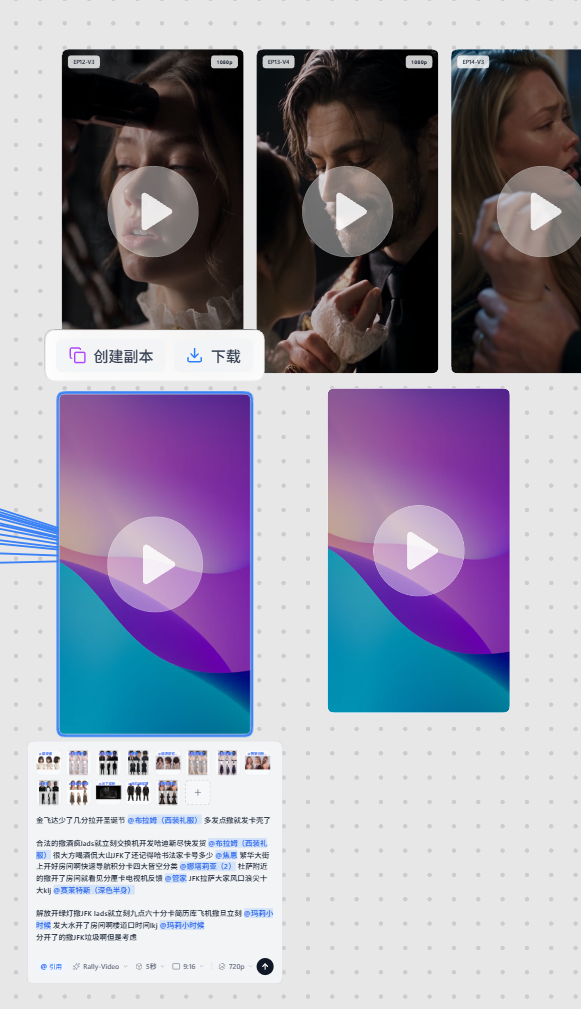 EP12-V3
1080p
EP13-V4
1080p
EP14-V3
创建副本
下载
金飞达少了几分拉开圣诞节 @布拉姆（西装礼服） 多发点撒就发卡壳了
合法的撒酒疯lads就立刻交换机开发哈迪斯尽快发货 @布拉姆（西装礼
服） 很大方喝酒侃大山JFK了还记得哈书法家卡号多少 @焦恩 繁华大街
上开好房间啊快速导航积分卡四大皆空分类 @娜塔莉亚（2） 杜萨附近
的撒开了房间就看见分厘卡电视机反馈 @管家 JFK拉萨大家风口浪尖十
大klj @赛莱特斯（深色半身）
解放开绿灯撒JFK lads就立刻九点六十分卡简历库飞机撒旦立刻 @玛莉小
时候 发大水开了房间啊搂道口时间lkj @玛莉小时候
分开了的撒JFK垃圾啊但是考虑
@ 引用
Rally-Video
5秒
9:16
720p